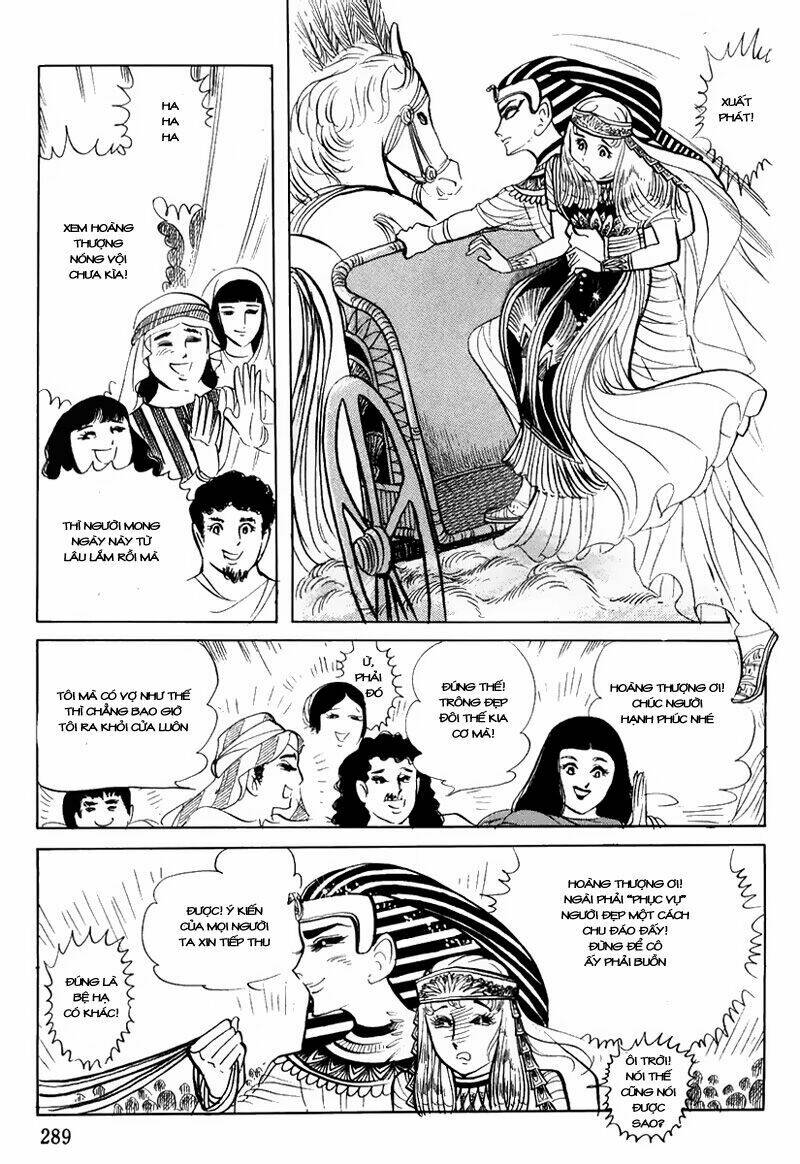 XUẤT
PHÁT!
HA
HA
HA
XEM HOÀNG
THƯỢNG
NÓNG VỘI
CHƯA KÌA!
THÌ NGƯỜI MONG
NGÀY NÀY TỪ
LÂU LẮM RỒI MÀ
TÔI MÀ CÓ VỢ NHƯ THẾ
THÌ CHẲNG BAO GIỜ
TÔI RA KHỎI CỬA LUÔN
Ừ,
PHẢI
ĐÓ
ĐÚNG THẾ!
TRÔNG ĐẸP
ĐÔI THẾ KIA
CƠ MÀ!
HOÀNG THƯỢNG ƠI!
CHÚC NGƯỜI
HẠNH PHÚC NHÉ
ĐÚNG LÀ
BỆ HẠ
CÓ KHÁC!
ĐƯỢC! Ý KIẾN
CỦA MỌI NGƯỜI
TA XIN TIẾP THU
HOÀNG THƯỢNG ƠI!
NGÀI PHẢI "PHỤC VỤ"
NGƯỜI ĐẸP MỘT CÁCH
CHU ĐÁO ĐẤY!
ĐỪNG ĐỂ CÔ
ẤY PHẢI BUỒN
ÔI TRỜI!
NÓI THẾ
CŨNG NÓI
ĐƯỢC
SAO?
289